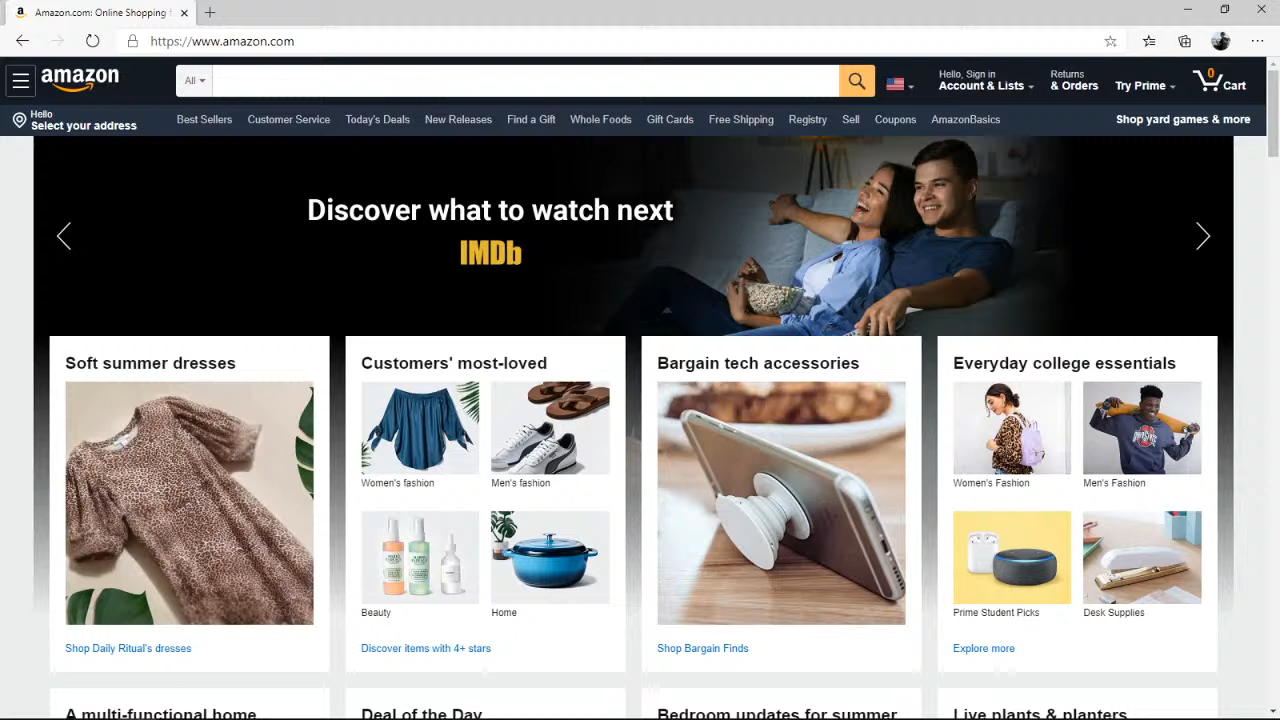 Amazon.com: Online Shopping f
https://www.amazon.com
amazon
All
Hello, Sign in
Account & Lists
Returns
& Orders
Try Prime
0
Cart
Hello
Select your address
Best Sellers
Customer Service
Today's Deals
New Releases
Find a Gift
Whole Foods
Gift Cards
Free Shipping
Registry
Sell
Coupons
AmazonBasics
Shop yard games & more
Discover what to watch next
IMDb
Soft summer dresses
Shop Daily Ritual's dresses
Customers' most-loved
Women's fashion
Men's fashion
Beauty
Home
Discover items with 4+ stars
Bargain tech accessories
Shop Bargain Finds
Everyday college essentials
Women's Fashion
Men's Fashion
Prime Student Picks
Desk Supplies
Explore more
A multi-functional home
Deal of the Day
Bedroom updates for summer
Live plants & planters